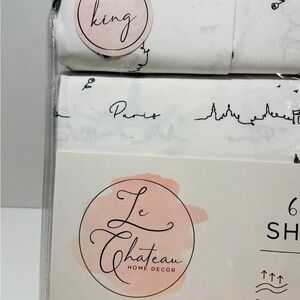 king
Paris
Le
Chateau
HOME DECOR
6
SH